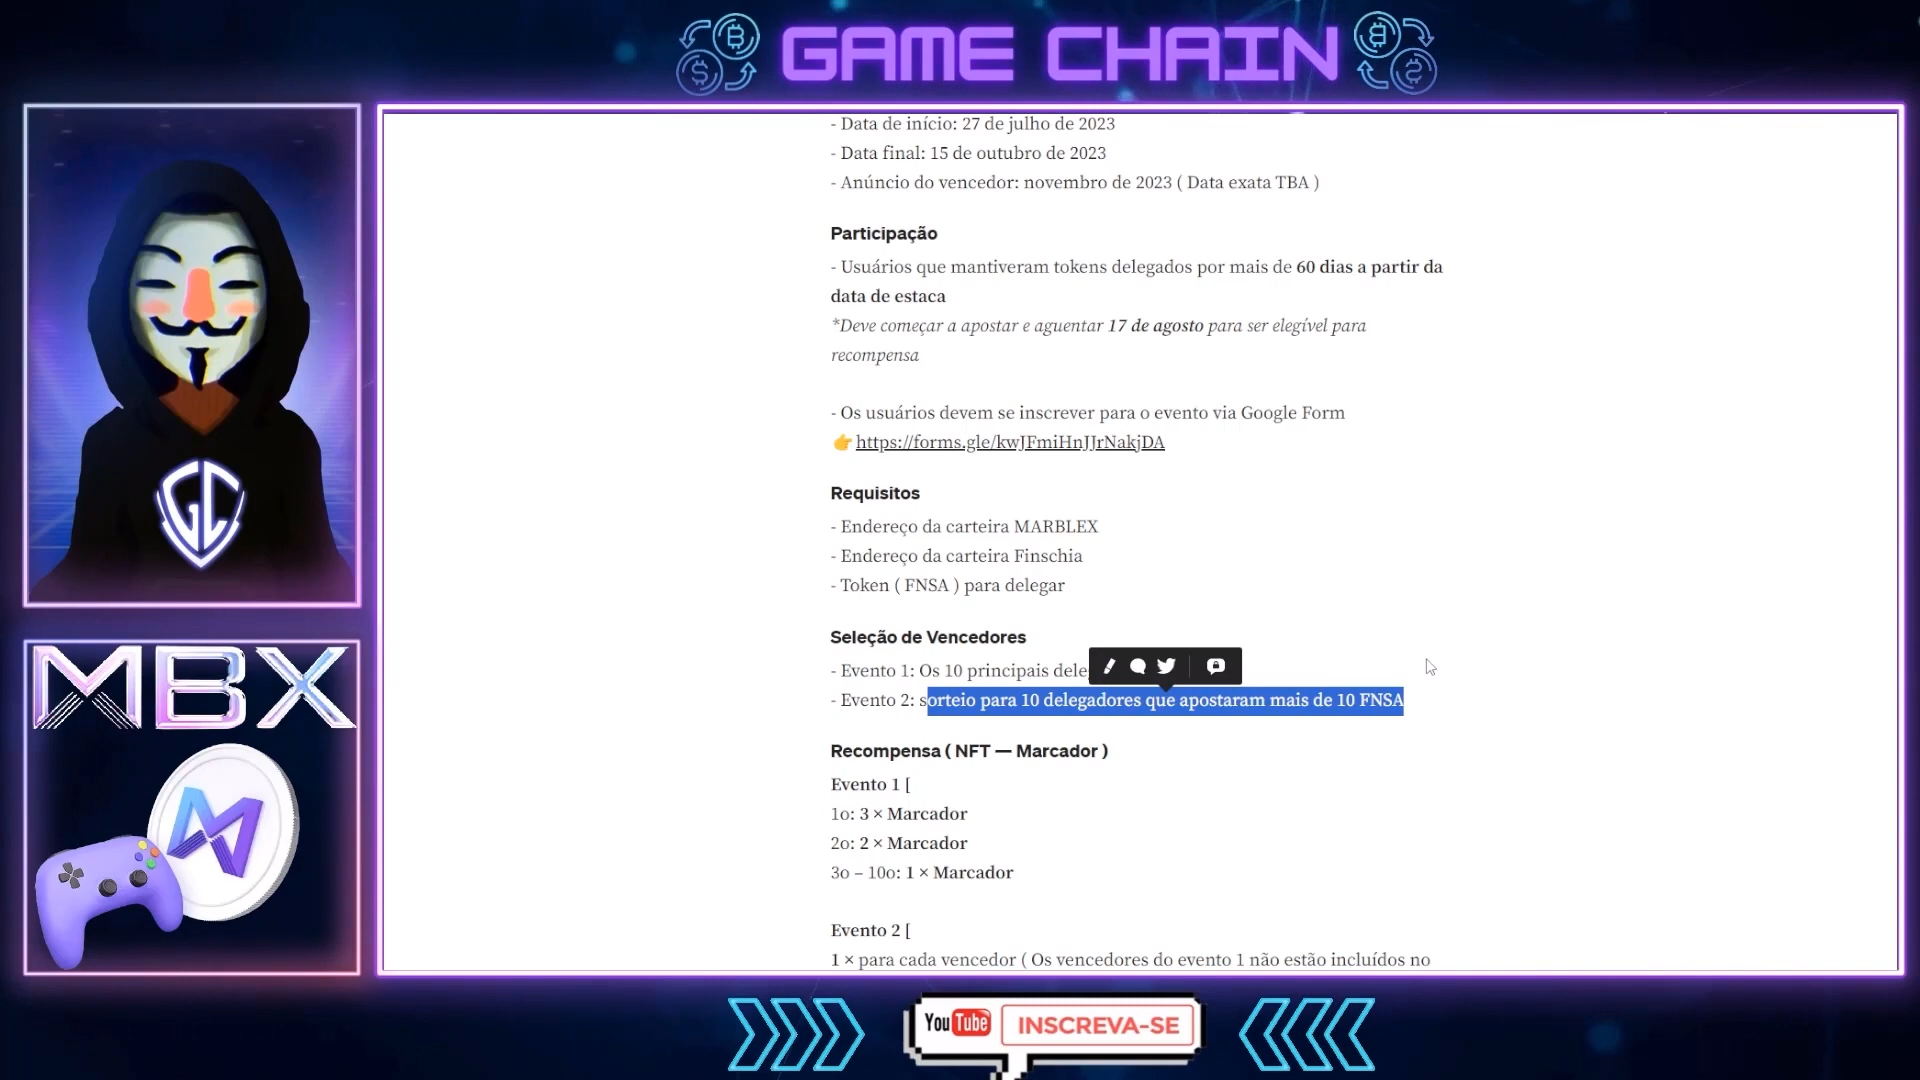 GAME CHAIN
- Data de início: 27 de julho de 2023
- Data final: 15 de outubro de 2023
- Anúncio do vencedor: novembro de 2023 ( Data exata TBA )
Participação
- Usuários que mantiveram tokens delegados por mais de 60 dias a partir da
data de estaca
*Deve começar a apostar e aguentar 17 de agosto para ser elegível para
recompensa
- Os usuários devem se inscrever para o evento via Google Form
👉 https://forms.gle/kwJFmiHnJJrNakjDA
Requisitos
- Endereço da carteira MARBLEX
- Endereço da carteira Finschia
- Token ( FNSA ) para delegar
Seleção de Vencedores
- Evento 1: Os 10 principais dele
- Evento 2: sorteio para 10 delegadores que apostaram mais de 10 FNSA
Recompensa ( NFT — Marcador )
Evento 1 [
1o: 3 × Marcador
2o: 2 × Marcador
3o – 10o: 1 × Marcador
Evento 2 [
1 × para cada vencedor ( Os vencedores do evento 1 não estão incluídos no
GC
MBX
YouTube INSCREVA-SE